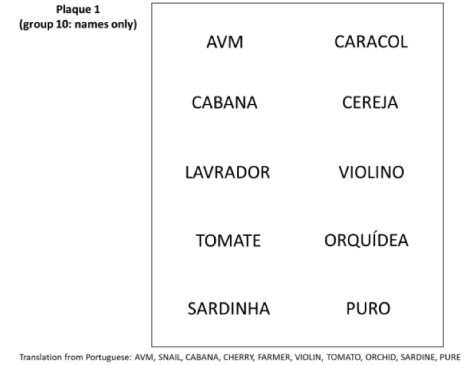 Plaque 1
(group 10: names only)
AVM CARACOL
CABANA CEREJA
LAVRADOR VIOLINO
TOMATE ORQUÍDEA
SARDINHA PURO
Translation from Portuguese: AVM, SNAIL, CABANA, CHERRY, FARMER, VIOLIN, TOMATO, ORCHID, SARDINE, PURE